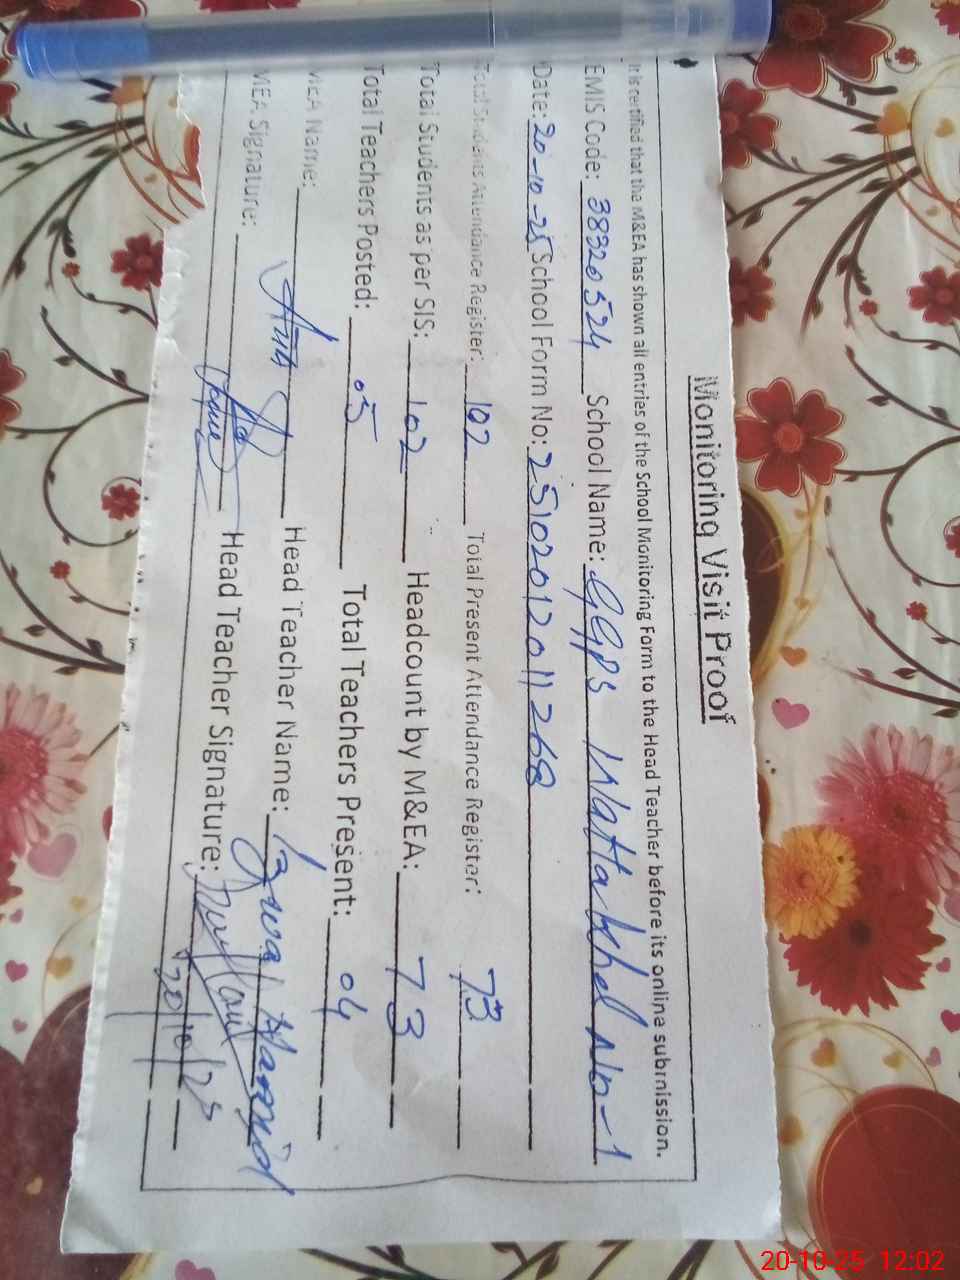 Monitoring Visit Proof
It is certified that the M&EA has shown all entries of the School Monitoring Form to the Head Teacher before its online submission.
EMIS Code: 38320524 School Name: GGPS Wattakhel No-1
Date: 20-10-25 School Form No: 25102012011268
Total Students Attendance Register: 102 Total Present Attendance Register: 73
Total Students as per SIS: 102 Headcount by M&EA: 73
Total Teachers Posted: 05 Total Teachers Present: 04
M&EA Name: Head Teacher Name: Hamid
M&EA Signature: Head Teacher Signature:
20/10/25
20-10-25 12:02